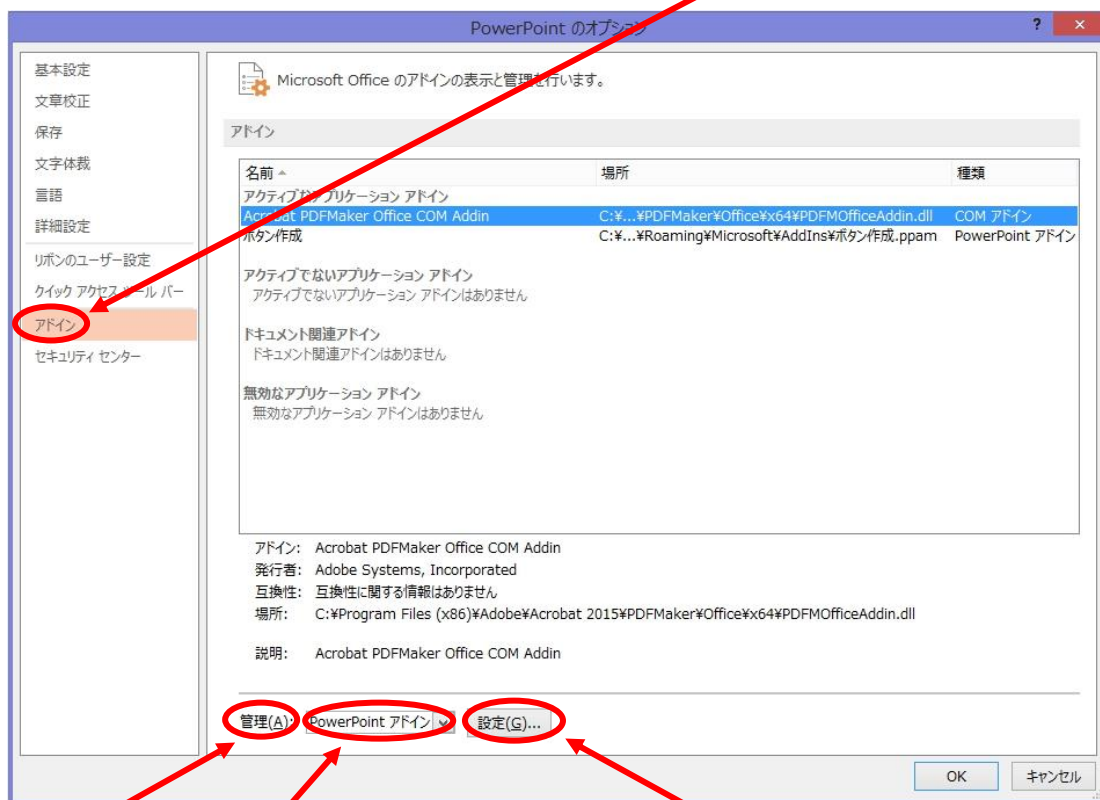 PowerPoint のオプション
? ×
基本設定
文章校正
保存
文字体裁
言語
詳細設定
リボンのユーザー設定
クイック アクセス ツール バー
アドイン
セキュリティ センター
Microsoft Office のアドインの表示と管理を行います。
アドイン
名前 場所 種類
アクティブなアプリケーション アドイン
Acrobat PDFMaker Office COM Addin C:¥...¥PDFMaker¥Office¥x64¥PDFMOfficeAddin.dll COM アドイン
ボタン作成 C:¥...¥Roaming¥Microsoft¥AddIns¥ボタン作成.ppam PowerPoint アドイン
アクティブでないアプリケーション アドイン
アクティブでないアプリケーション アドインはありません
ドキュメント関連アドイン
ドキュメント関連アドインはありません
無効なアプリケーション アドイン
無効なアプリケーション アドインはありません
アドイン: Acrobat PDFMaker Office COM Addin
発行者: Adobe Systems, Incorporated
互換性: 互換性に関する情報はありません
場所: C:¥Program Files (x86)¥Adobe¥Acrobat 2015¥PDFMaker¥Office¥x64¥PDFMOfficeAddin.dll
説明: Acrobat PDFMaker Office COM Addin
管理(A): PowerPoint アドイン 設定(G)...
OK キャンセル